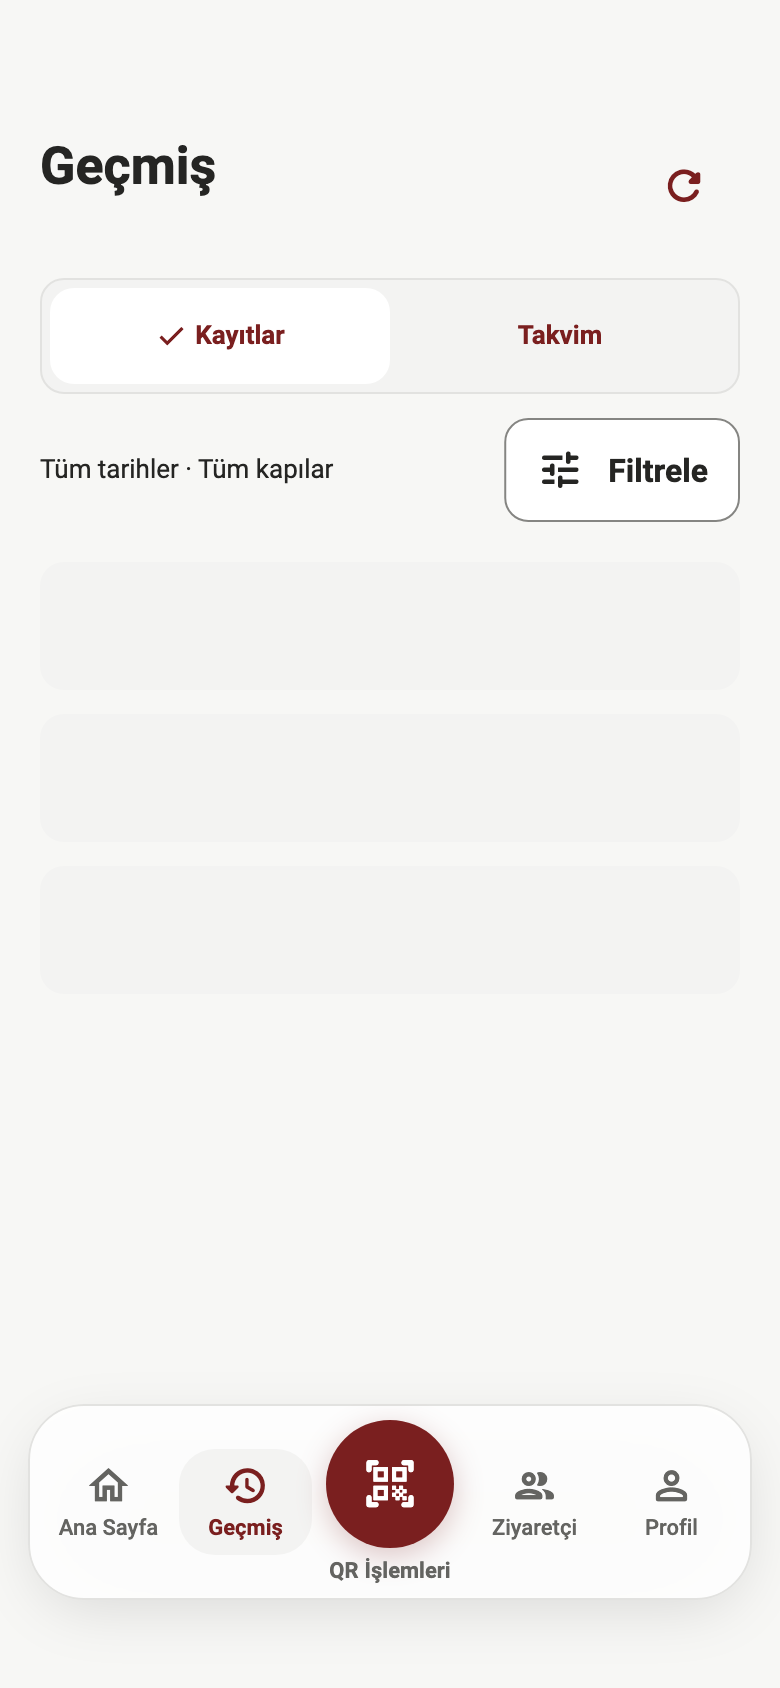 Geçmiş
Kayıtlar
Takvim
Tüm tarihler · Tüm kapılar
Filtrele
Ana Sayfa
Geçmiş
QR İşlemleri
Ziyaretçi
Profil